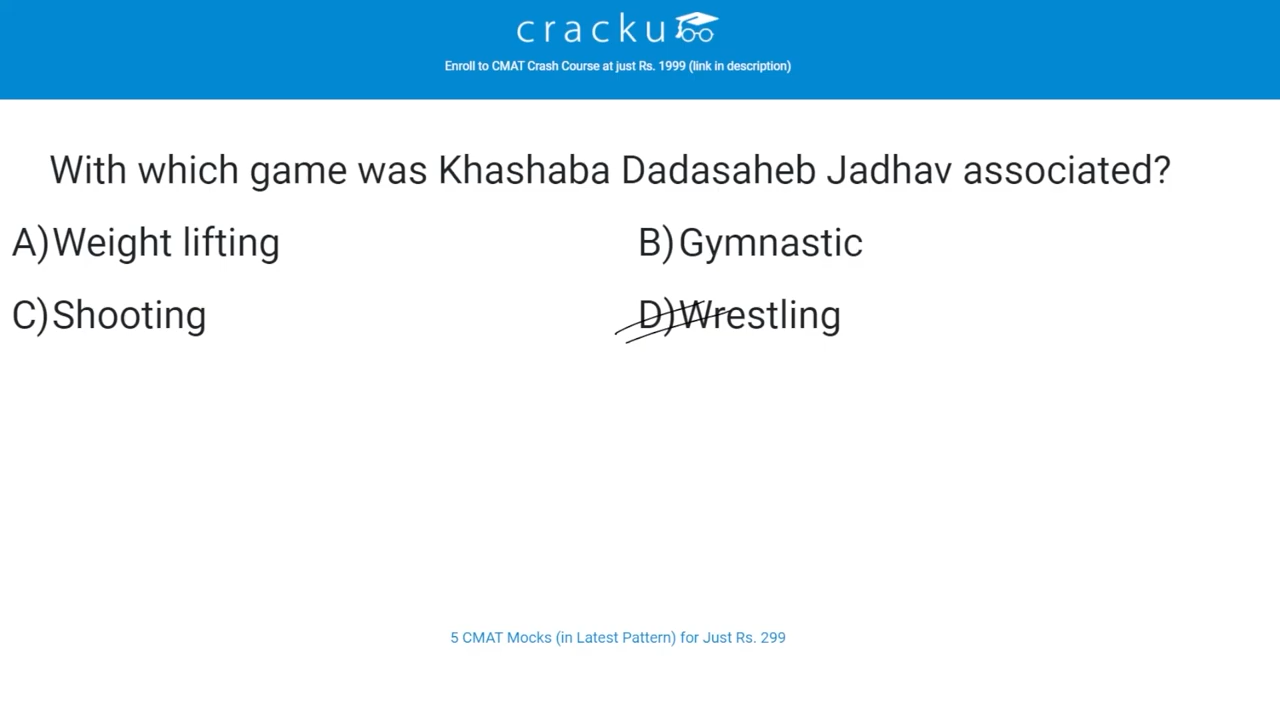 cracku
Enroll to CMAT Crash Course at just Rs. 1999 (link in description)
With which game was Khashaba Dadasaheb Jadhav associated?
A)Weight lifting
B)Gymnastic
C)Shooting
D)Wrestling
5 CMAT Mocks (in Latest Pattern) for Just Rs. 299